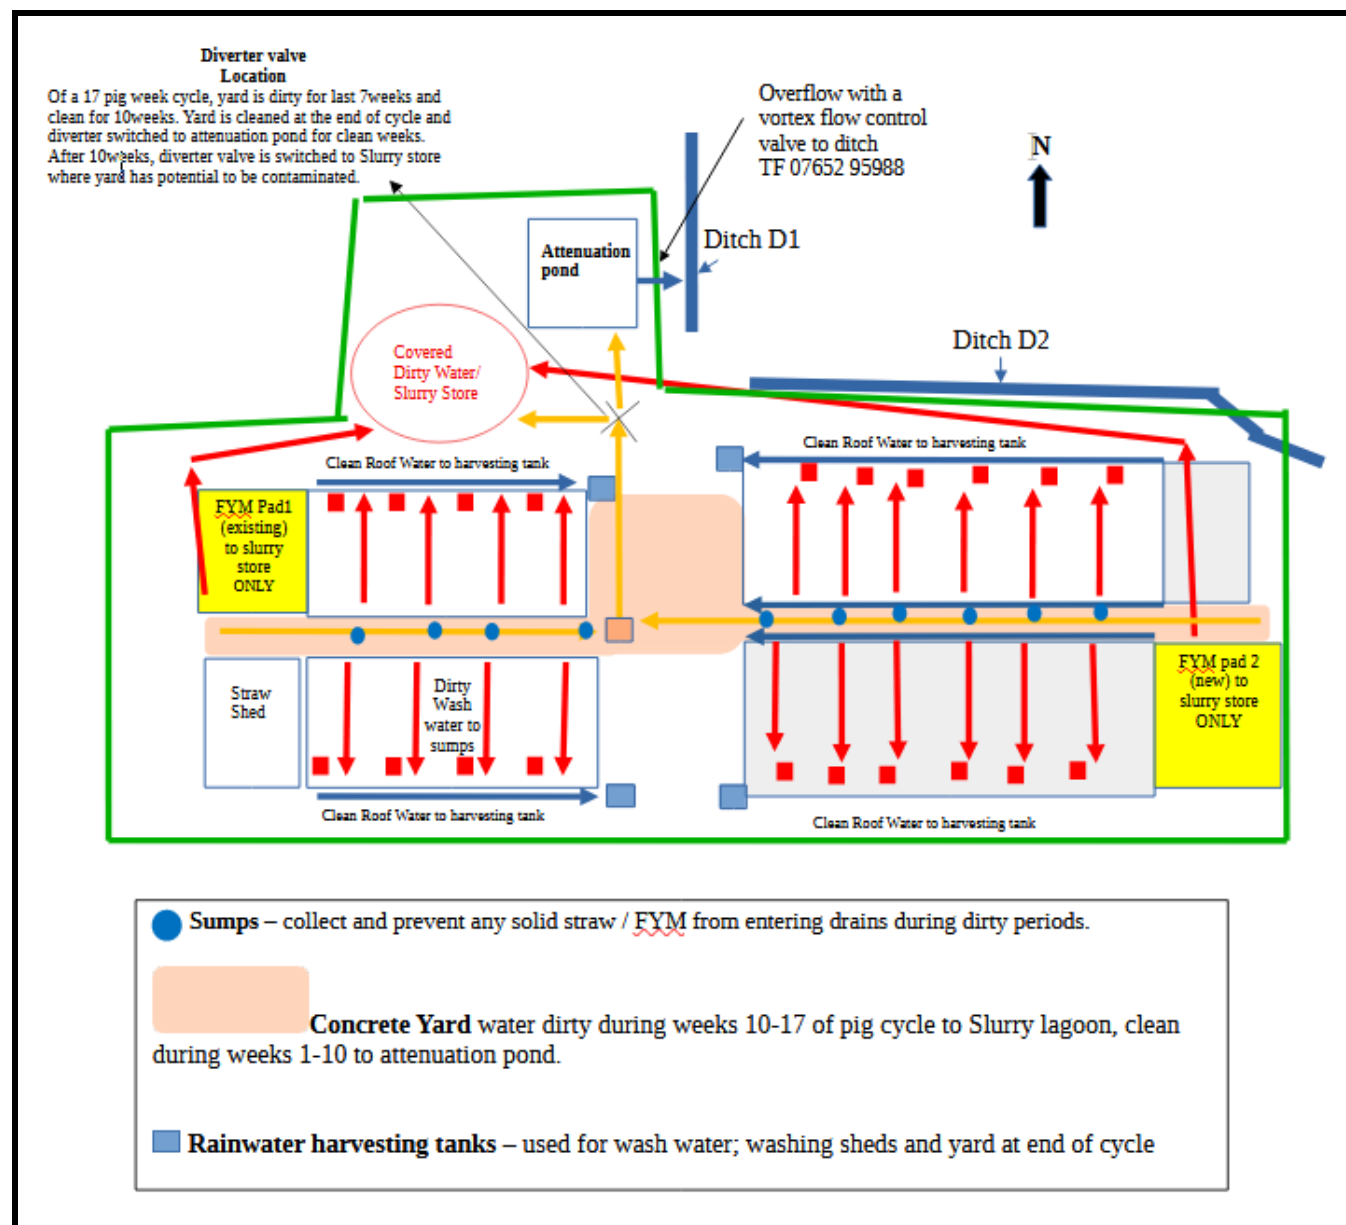 Diverter valve
Location
Of a 17 pig week cycle, yard is dirty for last 7weeks and
clean for 10weeks. Yard is cleaned at the end of cycle and
diverter switched to attenuation pond for clean weeks.
After 10weeks, diverter valve is switched to Slurry store
where yard has potential to be contaminated.
Overflow with a
vortex flow control
valve to ditch
TF 07652 95988
N
Attenuation
pond
Ditch D1
Ditch D2
Covered
Dirty Water/
Slurry Store
Clean Roof Water to harvesting tank
Clean Roof Water to harvesting tank
FYM Pad1
(existing)
to slurry
store
ONLY
Straw
Shed
Dirty
Wash
water to
sumps
FYM pad 2
(new) to
slurry store
ONLY
Clean Roof Water to harvesting tank
Clean Roof Water to harvesting tank
Sumps – collect and prevent any solid straw / FYM from entering drains during dirty periods.
Concrete Yard water dirty during weeks 10-17 of pig cycle to Slurry lagoon, clean
during weeks 1-10 to attenuation pond.
Rainwater harvesting tanks – used for wash water; washing sheds and yard at end of cycle